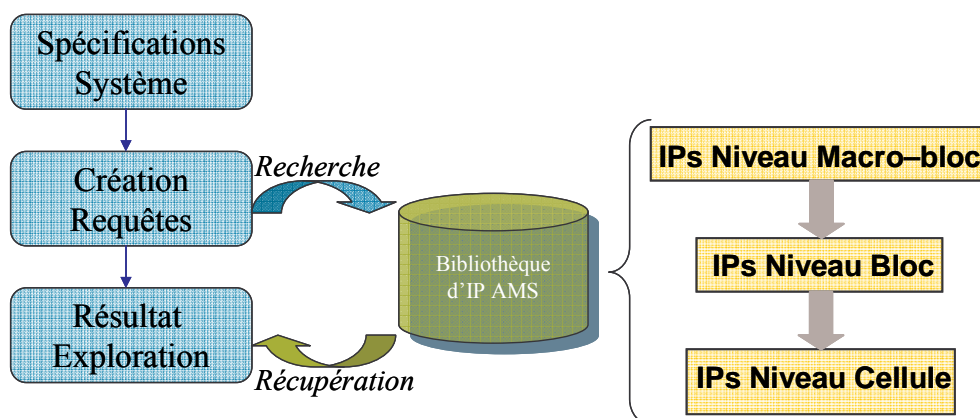 Spécifications
Système
Création
Requêtes
Résultat
Exploration
Recherche
Récupération
Bibliothèque
d'IP AMS
IPs Niveau Macro–bloc
IPs Niveau Bloc
IPs Niveau Cellule